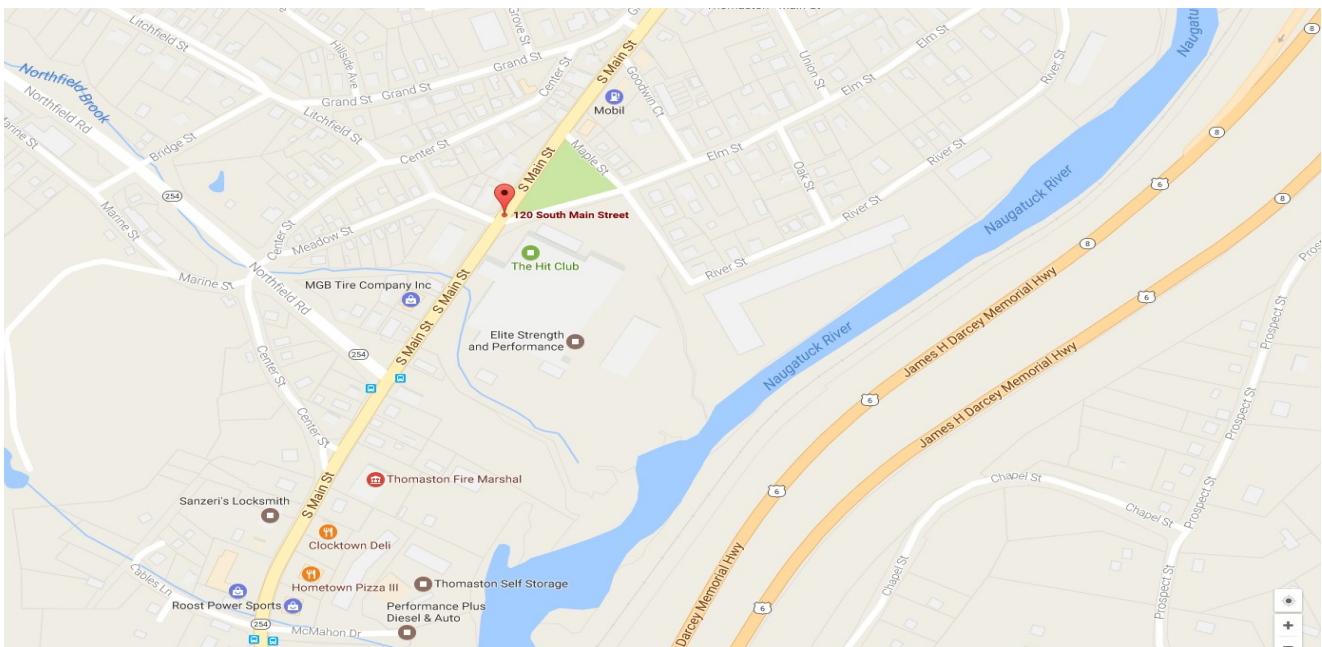 Thomaston Main St
Litchfield St
Hillside Ave
Grove St
S Main St
Elm St
8
Naugatuck
Northfield
Brook
Northfield Rd
Grand St
Grand St
Grand St
Center St
Goodwin Ct
Union St
Elm St
River St
Mobil
Marine St
Bridge St
Litchfield St
Center St
Maple St
Elm St
Oak St
River St
8
254
S Main St
6
Naugatuck River
8
120 South Main Street
River St
Center St
Meadow St
8
Prospect St
The Hit Club
River St
Marine St
Marine St
Northfield Rd
MGB Tire Company Inc
S Main St
James H Darcey Memorial Hwy
6
Elite Strength
and Performance
Naugatuck River
S Main St
254
Prospect St
Center St
6
James H Darcey Memorial Hwy
Center St
Prospect St
Thomaston Fire Marshal
Chapel St
6
Sanzeri's Locksmith
S Main St
Chapel St
Prospect St
Clocktown Deli
Cables Ln
Hometown Pizza III
Thomaston Self Storage
Darcey Memorial Hwy
Chapel St
Roost Power Sports
Performance Plus
Diesel & Auto
6
Prospect St
254
McMahon Dr
+